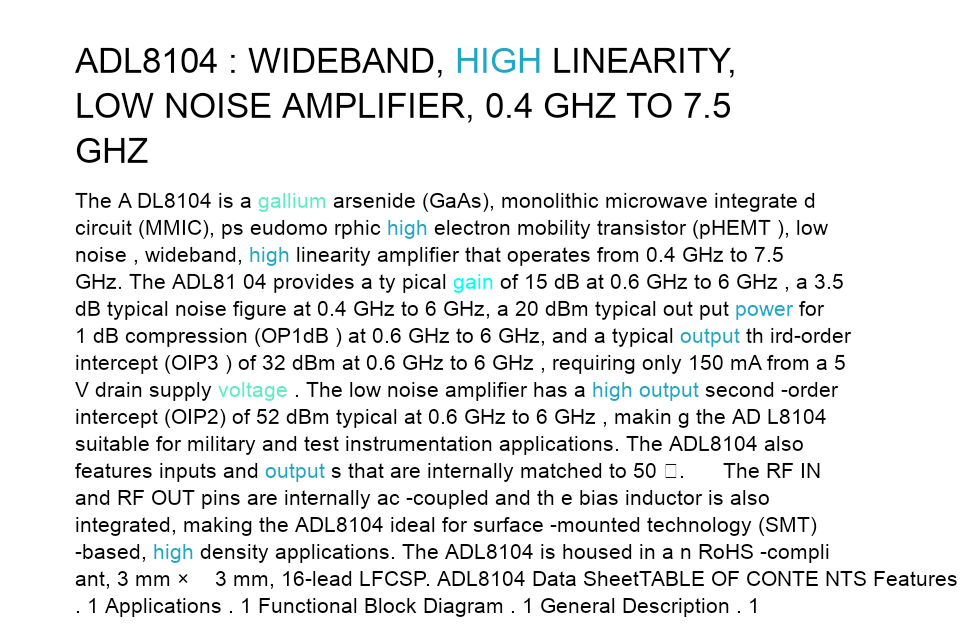 ADL8104 : WIDEBAND, HIGH LINEARITY,
LOW NOISE AMPLIFIER, 0.4 GHZ TO 7.5
GHZ
The A DL8104 is a gallium arsenide (GaAs), monolithic microwave integrate d
circuit (MMIC), ps eudomo rphic high electron mobility transistor (pHEMT ), low
noise , wideband, high linearity amplifier that operates from 0.4 GHz to 7.5
GHz. The ADL81 04 provides a ty pical gain of 15 dB at 0.6 GHz to 6 GHz , a 3.5
dB typical noise figure at 0.4 GHz to 6 GHz, a 20 dBm typical out put power for
1 dB compression (OP1dB ) at 0.6 GHz to 6 GHz, and a typical output th ird-order
intercept (OIP3 ) of 32 dBm at 0.6 GHz to 6 GHz , requiring only 150 mA from a 5
V drain supply voltage . The low noise amplifier has a high output second -order
intercept (OIP2) of 52 dBm typical at 0.6 GHz to 6 GHz , makin g the AD L8104
suitable for military and test instrumentation applications. The ADL8104 also
features inputs and output s that are internally matched to 50 □. The RF IN
and RF OUT pins are internally ac -coupled and th e bias inductor is also
integrated, making the ADL8104 ideal for surface -mounted technology (SMT)
-based, high density applications. The ADL8104 is housed in a n RoHS -compli
ant, 3 mm × 3 mm, 16-lead LFCSP. ADL8104 Data SheetTABLE OF CONTE NTS Features
. 1 Applications . 1 Functional Block Diagram . 1 General Description . 1